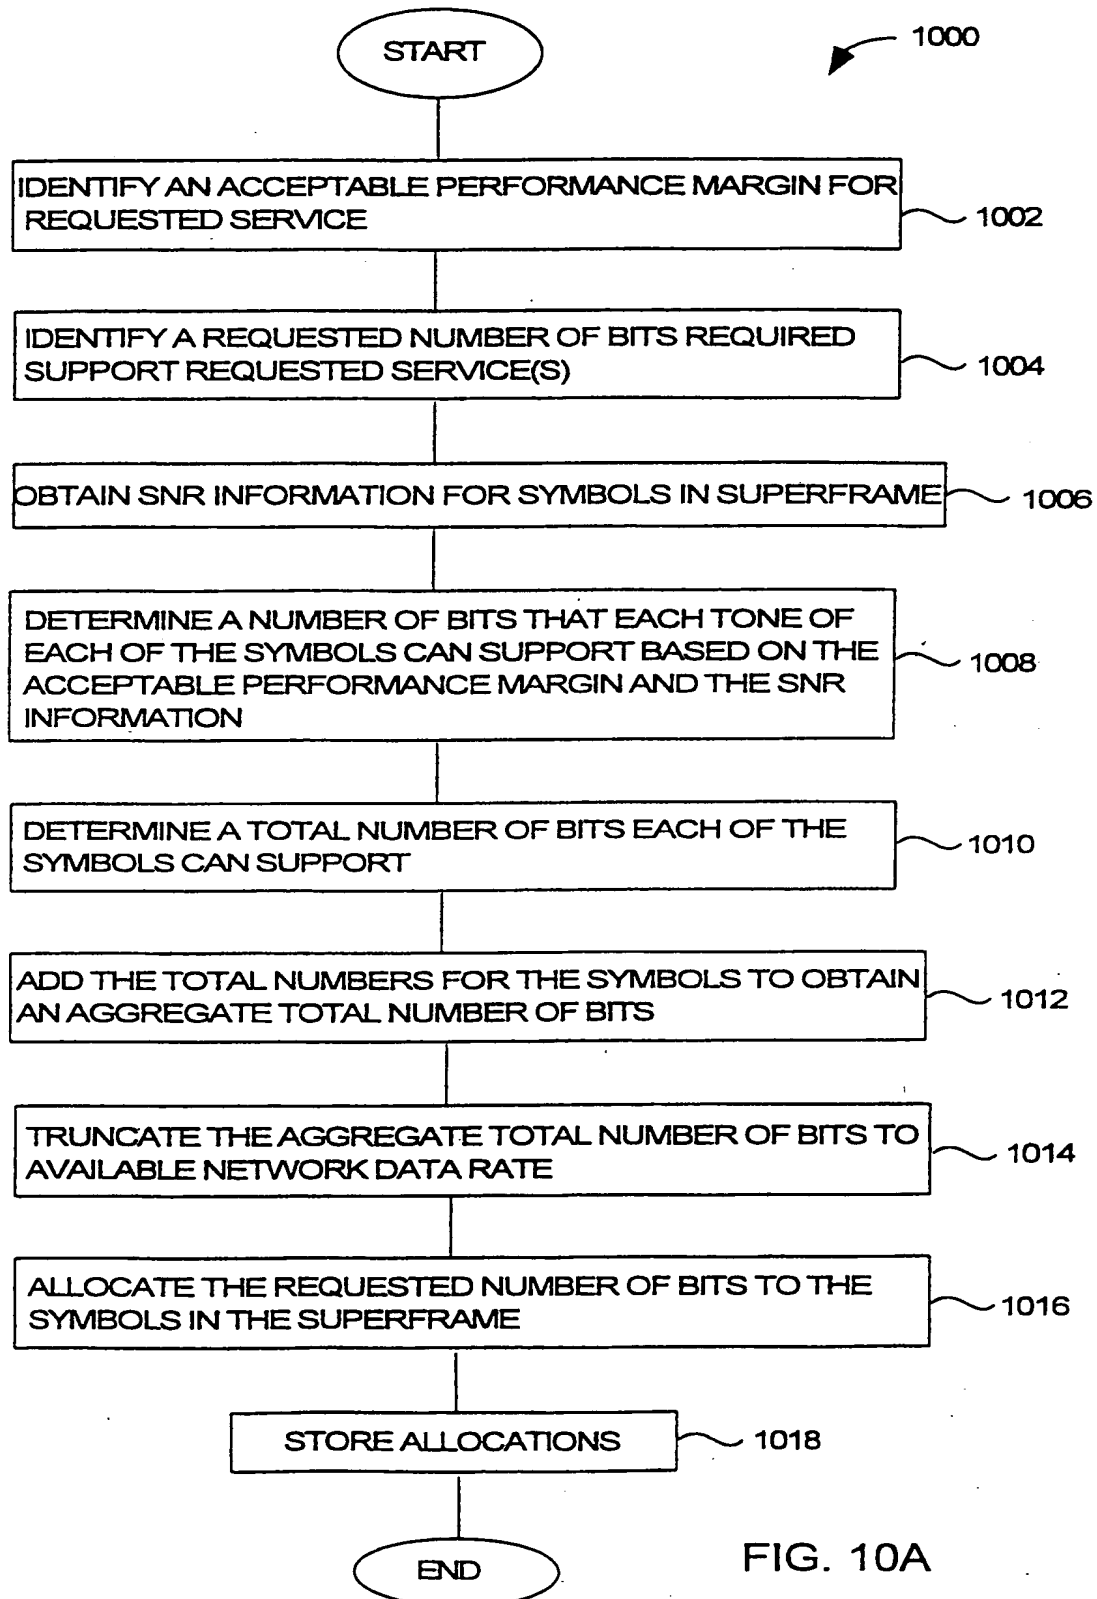 START
1000
IDENTIFY AN ACCEPTABLE PERFORMANCE MARGIN FOR
REQUESTED SERVICE
1002
IDENTIFY A REQUESTED NUMBER OF BITS REQUIRED
SUPPORT REQUESTED SERVICE(S)
1004
OBTAIN SNR INFORMATION FOR SYMBOLS IN SUPERFRAME
1006
DETERMINE A NUMBER OF BITS THAT EACH TONE OF
EACH OF THE SYMBOLS CAN SUPPORT BASED ON THE
ACCEPTABLE PERFORMANCE MARGIN AND THE SNR
INFORMATION
1008
DETERMINE A TOTAL NUMBER OF BITS EACH OF THE
SYMBOLS CAN SUPPORT
1010
ADD THE TOTAL NUMBERS FOR THE SYMBOLS TO OBTAIN
AN AGGREGATE TOTAL NUMBER OF BITS
1012
TRUNCATE THE AGGREGATE TOTAL NUMBER OF BITS TO
AVAILABLE NETWORK DATA RATE
1014
ALLOCATE THE REQUESTED NUMBER OF BITS TO THE
SYMBOLS IN THE SUPERFRAME
1016
STORE ALLOCATIONS
1018
END
FIG. 10A